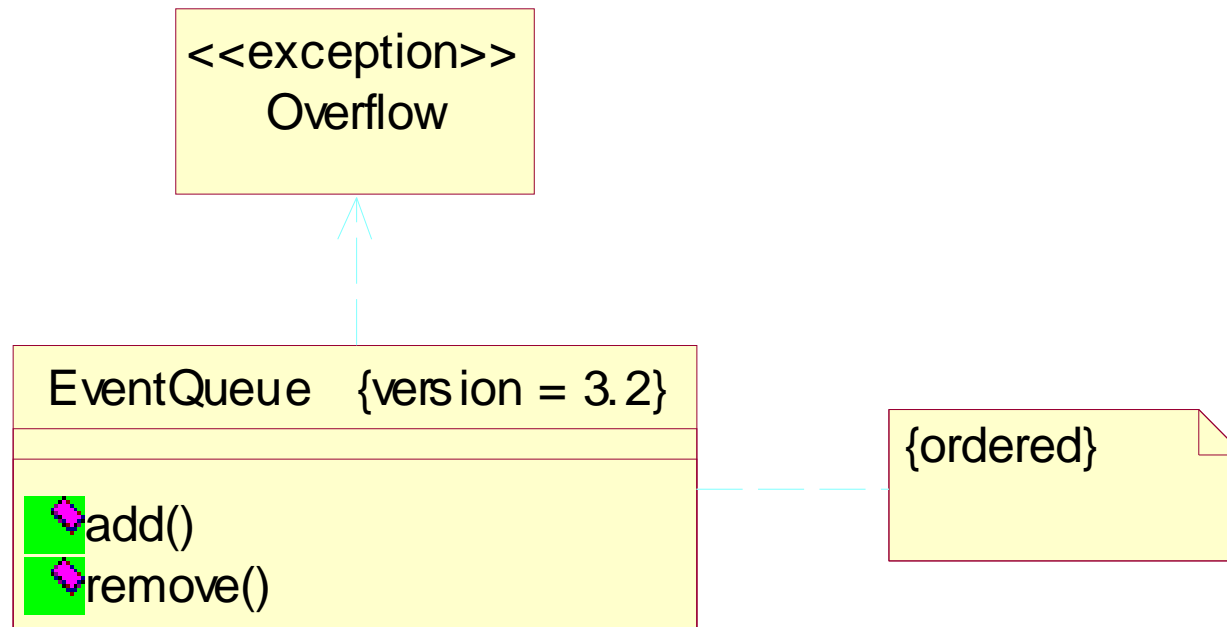 <<exception>>
Overflow
EventQueue {version = 3.2}
{ordered}
add()
remove()